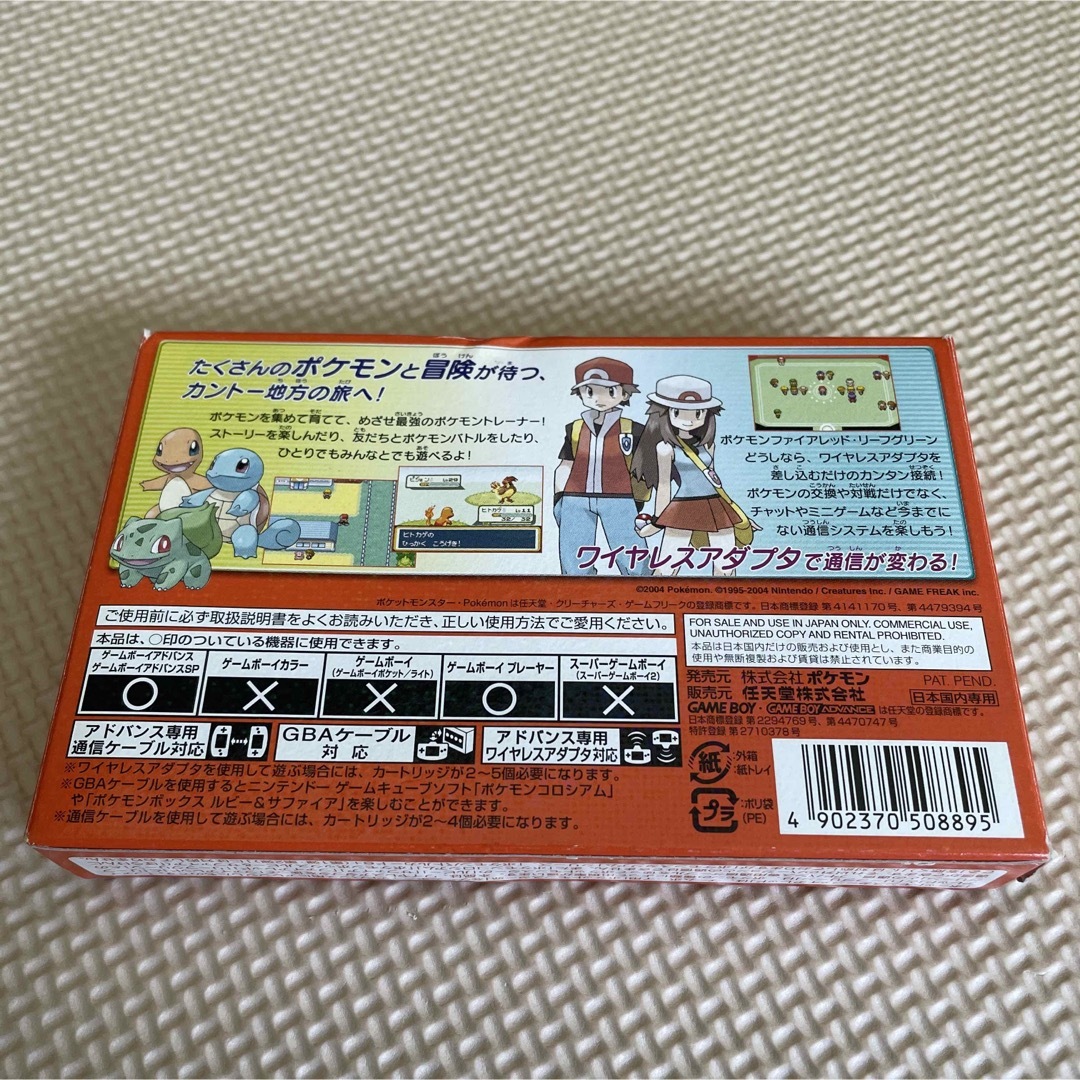 たくさんのポケモンと冒険が待つ、
カントー地方の旅へ!
ポケモンを集めて育てて、めざせ最強のポケモントレーナー!
ストーリーを楽しんだり、友だちとポケモンバトルをしたり、
ひとりでもみんなとでも遊べるよ!
Lv29
ヒトカゲ Lv11
32/ 32
ヒトカゲの
ひっかく こうげき!
ポケモンファイアレッド・リーフグリーン
どうしなら、ワイヤレスアダプタを
差し込むだけのカンタン接続!
ポケモンの交換や対戦だけでなく、
チャットやミニゲームなど今までに
ない通信システムを楽しもう!
ワイヤレスアダプタで通信が変わる!
©2004 Pokémon. ©1995-2004 Nintendo / Creatures Inc. / GAME FREAK inc.
ポケットモンスター・Pokémonは任天堂・クリーチャーズ・ゲームフリークの登録商標です。日本商標登録 第4141170号、第4479394号
ご使用前に必ず取扱説明書をよくお読みいただき、正しい使用方法でご愛用ください。
本品は、○印のついている機器に使用できます。
ゲームボーイアドバンス
ゲームボーイアドバンスSP
○
ゲームボーイカラー
×
ゲームボーイ
(ゲームボーイポケット/ライト)
×
ゲームボーイ プレーヤー
○
スーパーゲームボーイ
(スーパーゲームボーイ2)
×
アドバンス専用
通信ケーブル対応
GBAケーブル
対 応
アドバンス専用
ワイヤレスアダプタ対応
※ワイヤレスアダプタを使用して遊ぶ場合には、カートリッジが2〜5個必要になります。
※GBAケーブルを使用するとニンテンドー ゲームキューブソフト「ポケモンコロシアム」
や「ポケモンボックス ルビー&サファイア」を楽しむことができます。
※通信ケーブルを使用して遊ぶ場合には、カートリッジが2〜4個必要になります。
FOR SALE AND USE IN JAPAN ONLY. COMMERCIAL USE,
UNAUTHORIZED COPY AND RENTAL PROHIBITED.
本品は日本国内だけの販売および使用とし、また商業目的の
使用や無断複製および賃貸は禁止されています。
発売元 株式会社 ポケモン PAT. PEND.
販売元 任天堂株式会社 日本国内専用
GAME BOY・GAME BOY ADVANCE は任天堂の登録商標です。
日本商標登録 第2294769号、第4470747号
特許登録 第2710378号
紙 :外箱
:紙トレイ
プラ :ポリ袋
(PE)
4 902370 508895